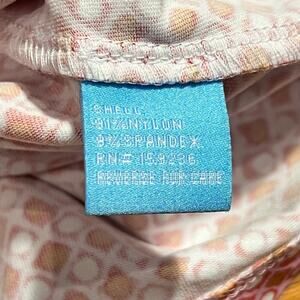 SHELL:
91% NYLON
9% SPANDEX
RN# 159236
REVERSE FOR CARE